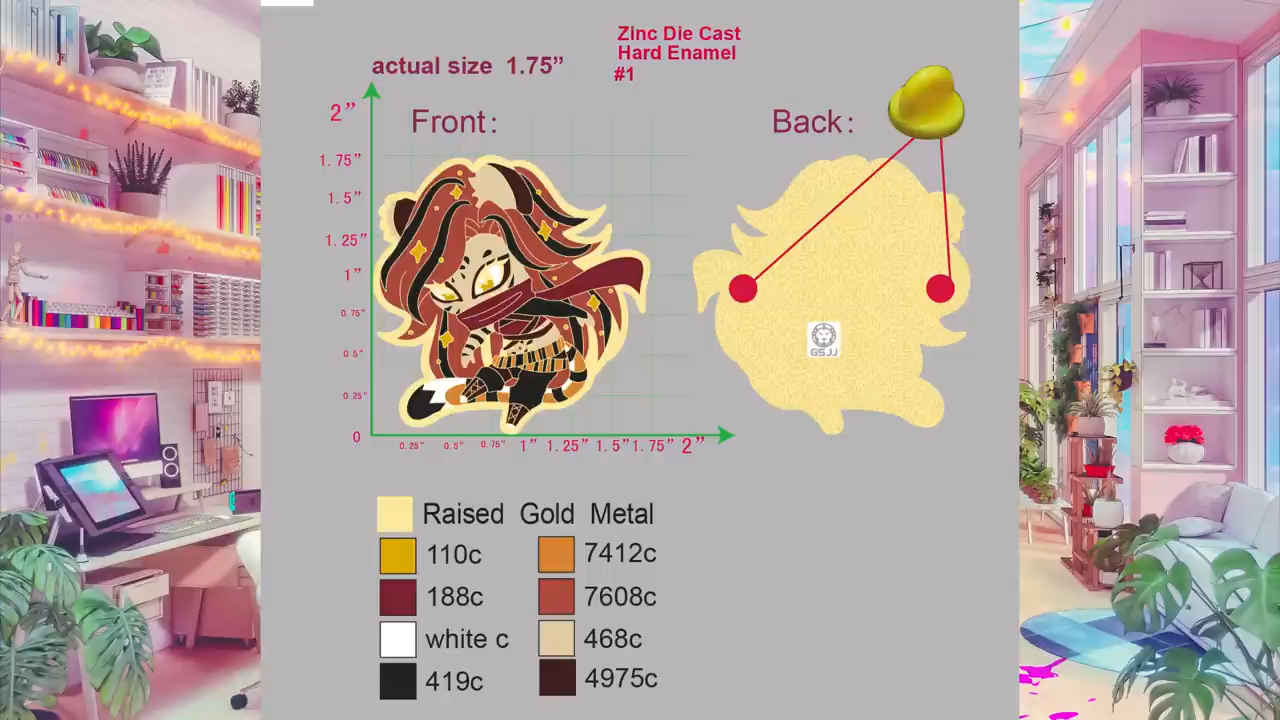 Zinc Die Cast
Hard Enamel
#1
actual size 1.75”
Front:
Back:
2”
1. 75”
1. 5”
1. 25”
1”
0. 75”
0. 5”
0. 25”
0
0. 25” 0. 5” 0. 75” 1” 1. 25” 1. 5” 1. 75” 2”
GSJJ
Raised Gold Metal
110c 7412c
188c 7608c
white c 468c
419c 4975c